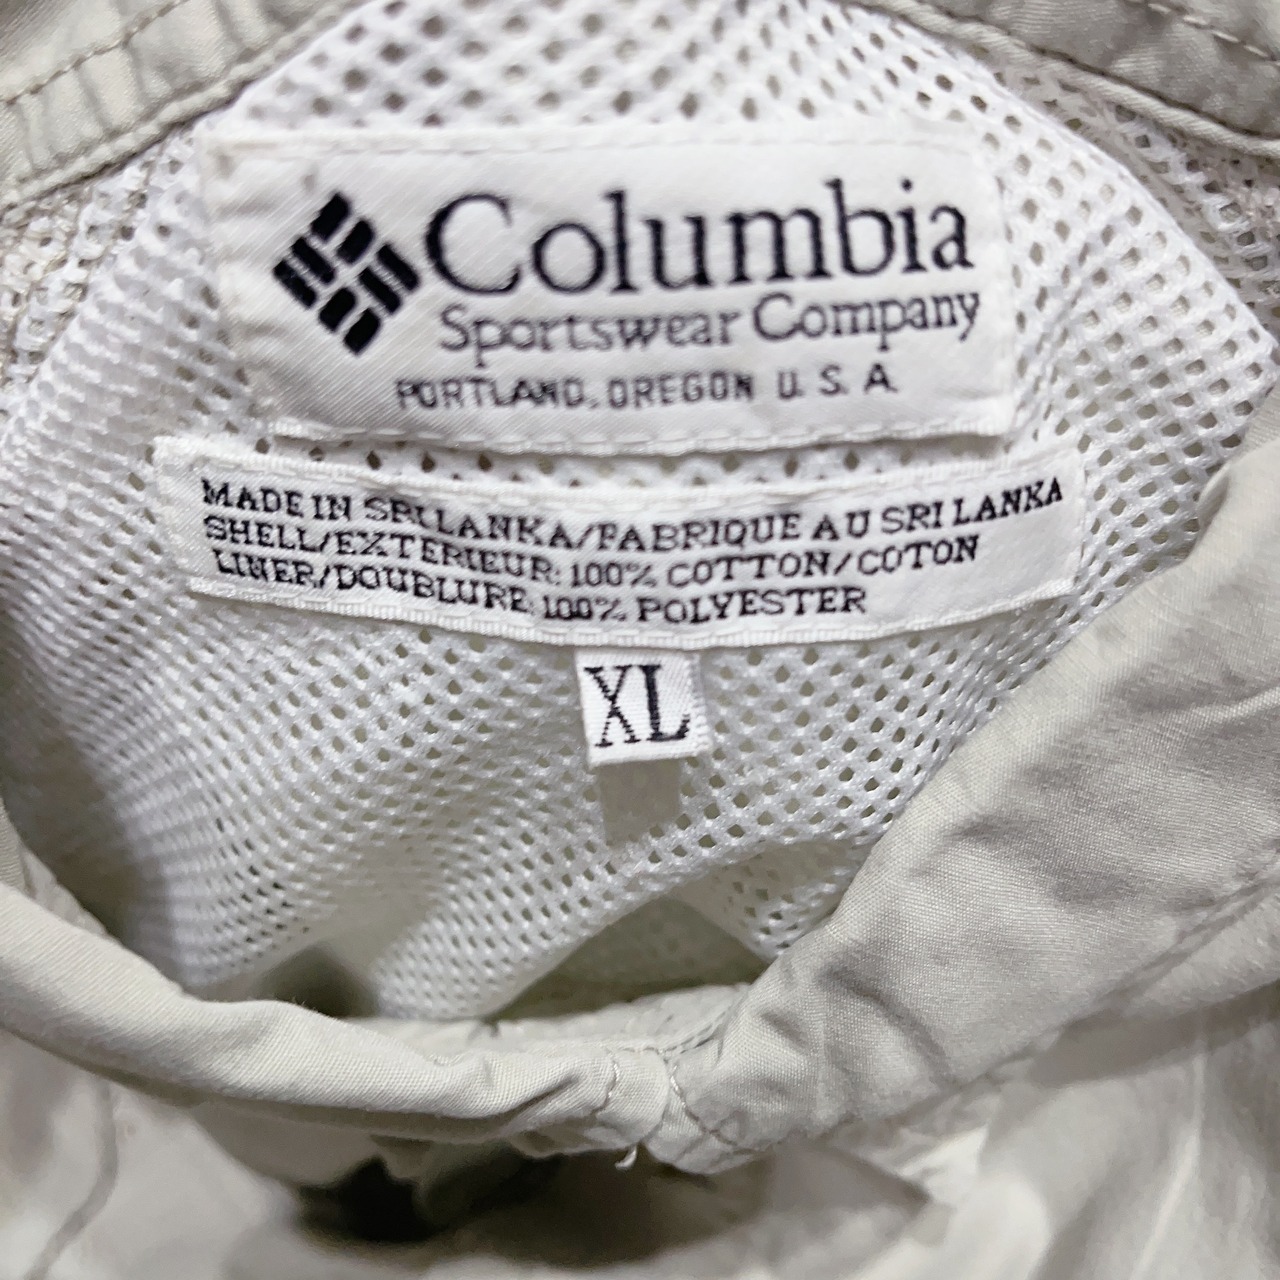 Columbia
Sportswear Company
PORTLAND, OREGON U.S.A.
MADE IN SRI LANKA/FABRIQUE AU SRI LANKA
SHELL/EXTERIEUR: 100% COTTON/COTON
LINER/DOUBLURE: 100% POLYESTER
XL